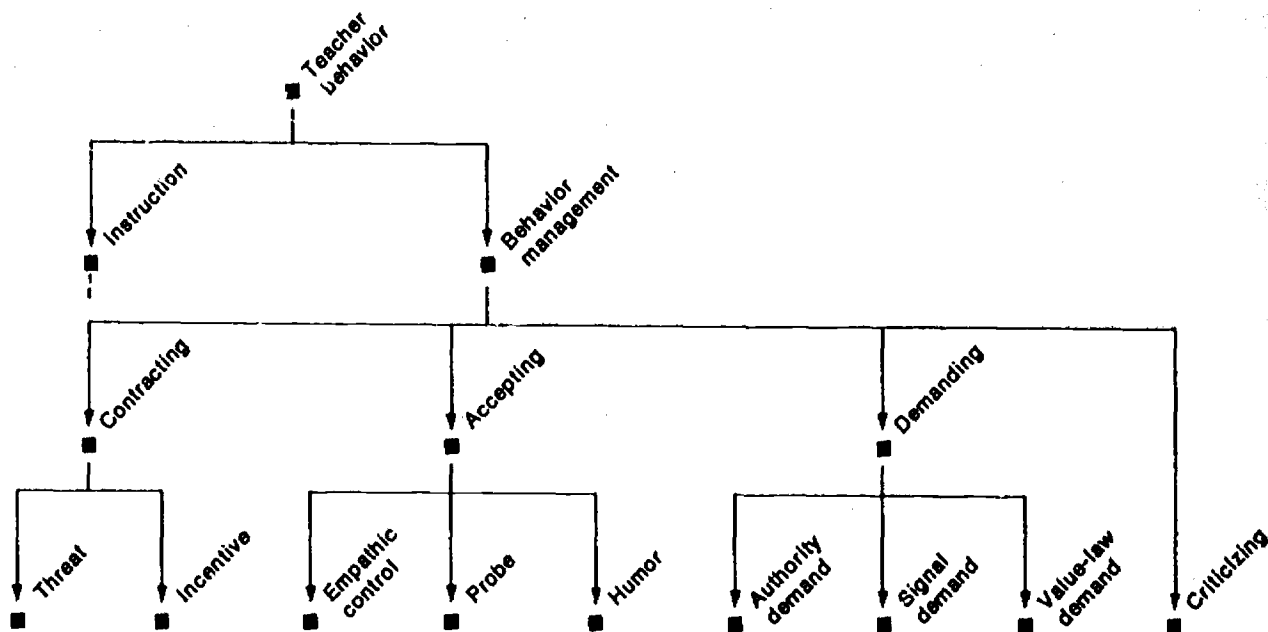 Teacher
behavior
Instruction
Behavior
management
Contracting
Accepting
Demanding
Threat
Incentive
Empathic
control
Probe
Humor
Authority
demand
Signal
demand
Value-law
demand
Criticizing